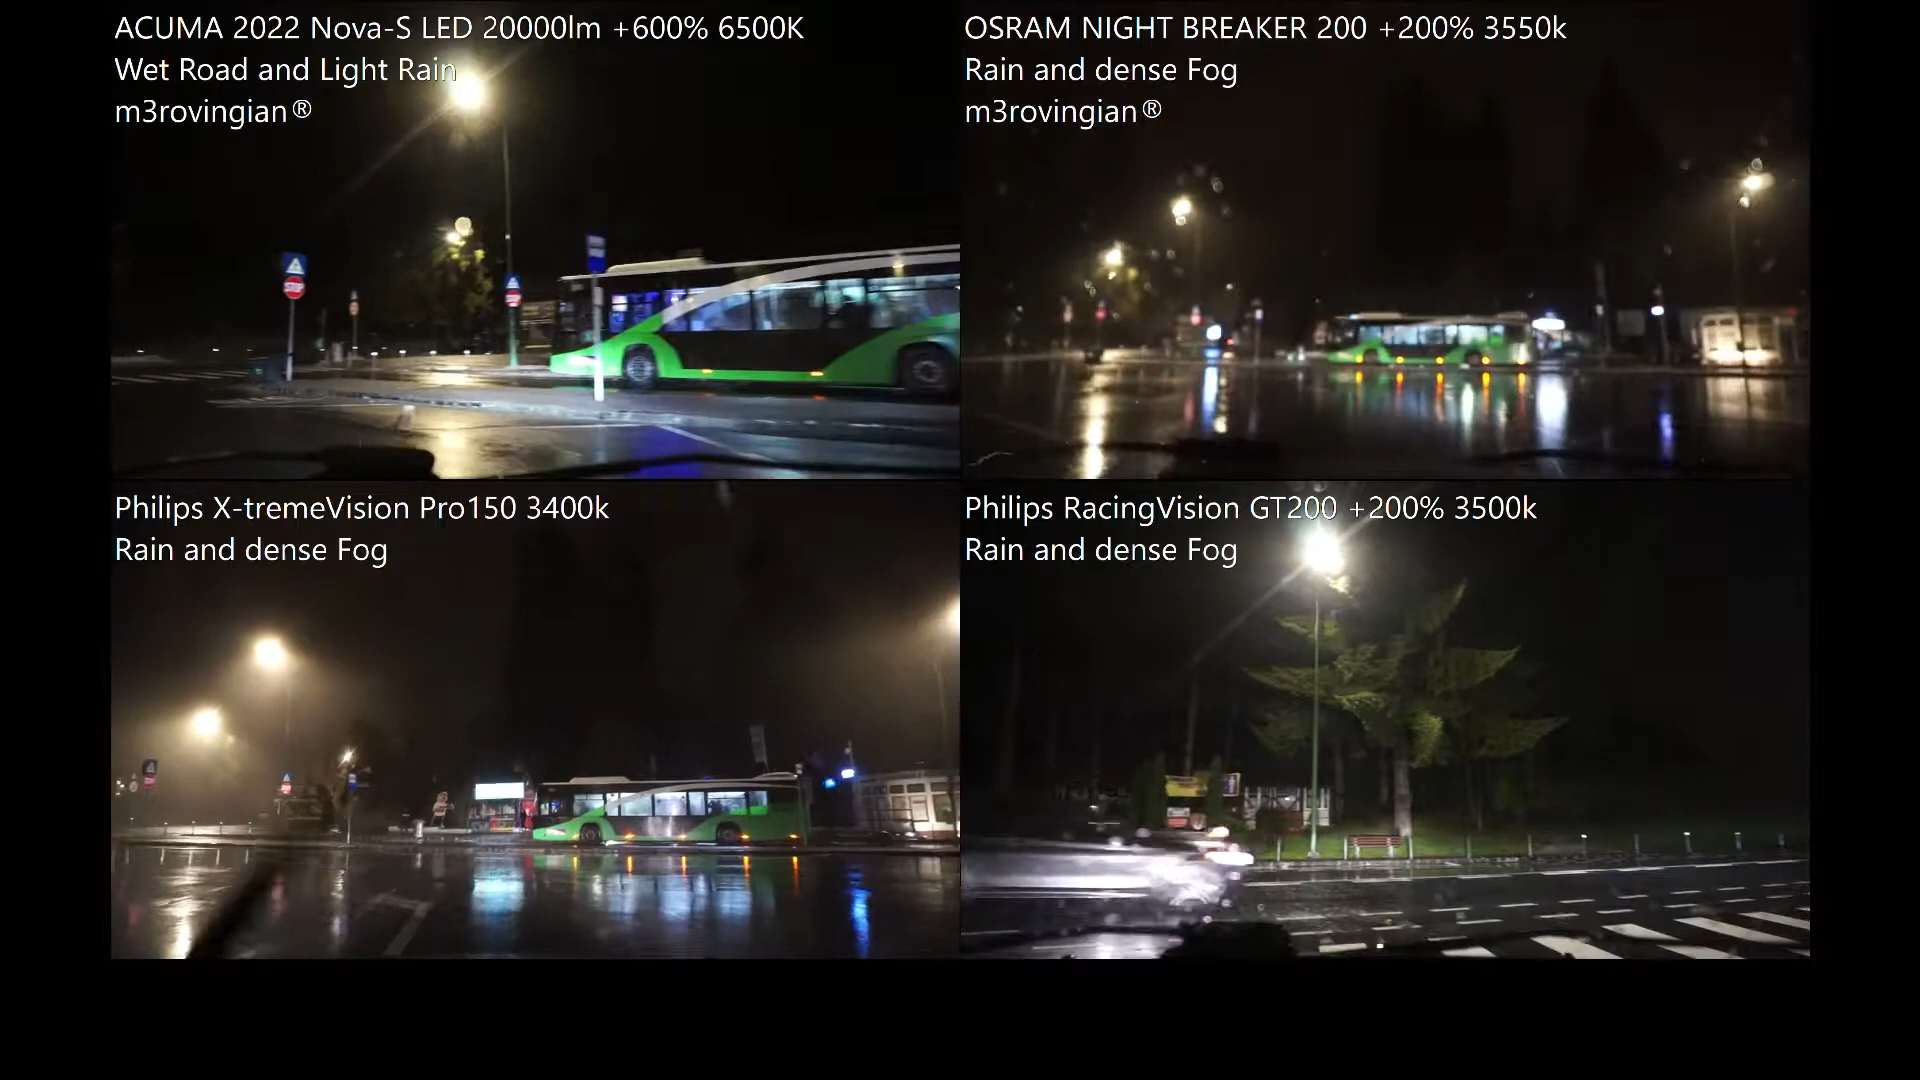 ACUMA 2022 Nova-S LED 20000lm +600% 6500K
Wet Road and Light Rain
m3rovingian®
OSRAM NIGHT BREAKER 200 +200% 3550k
Rain and dense Fog
m3rovingian®
STOP
Philips X-tremeVision Pro150 3400k
Rain and dense Fog
Philips RacingVision GT200 +200% 3500k
Rain and dense Fog